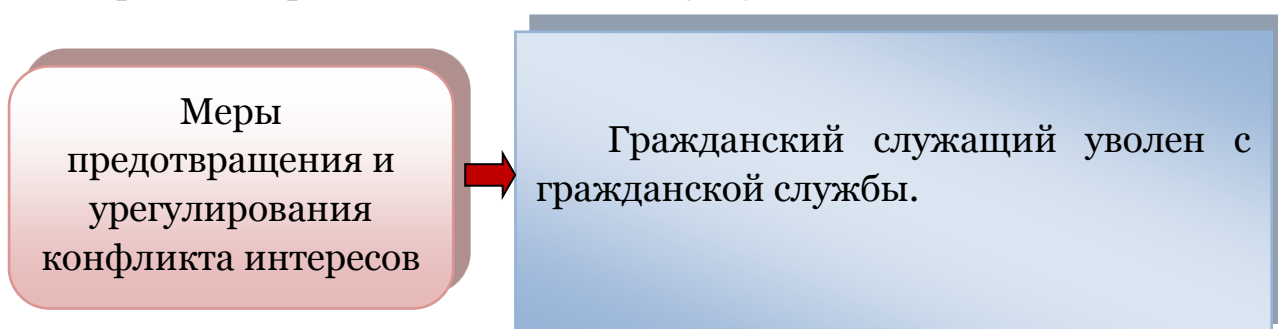 Меры
предотвращения и
урегулирования
конфликта интересов
Гражданский служащий уволен с
гражданской службы.